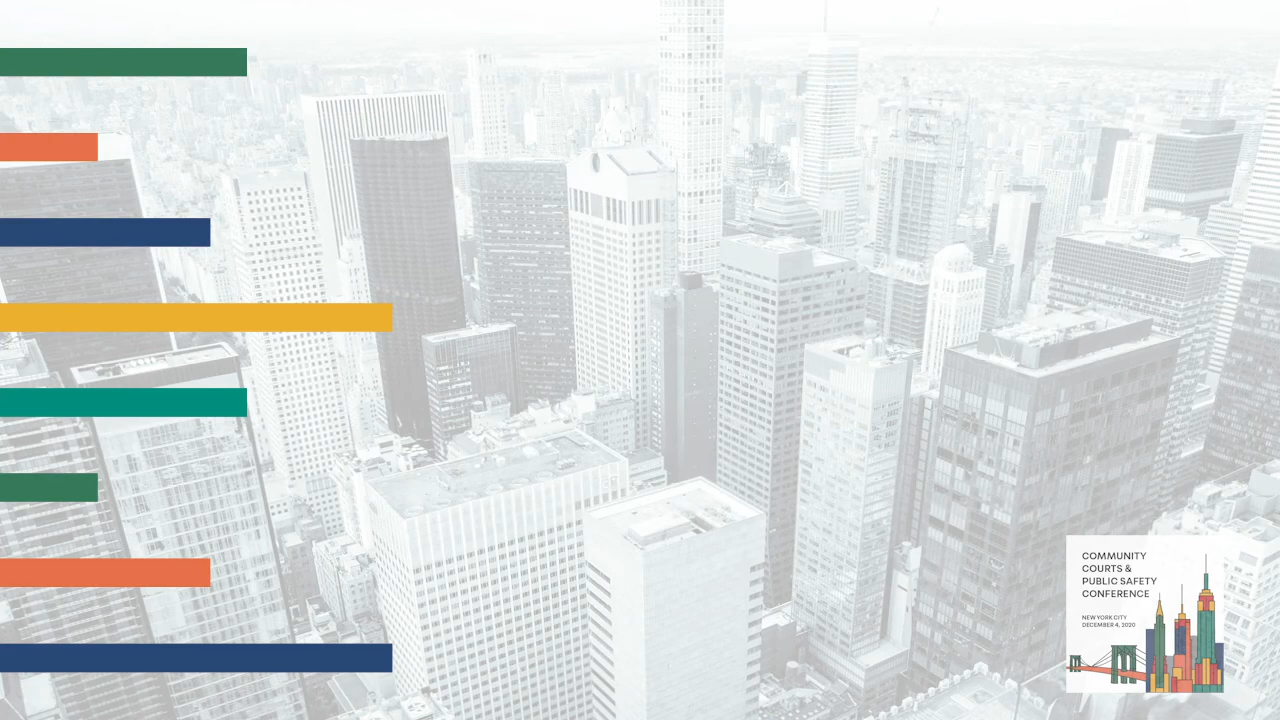 COMMUNITY
COURTS &
PUBLIC SAFETY
CONFERENCE
NEW YORK CITY
DECEMBER 4, 2020